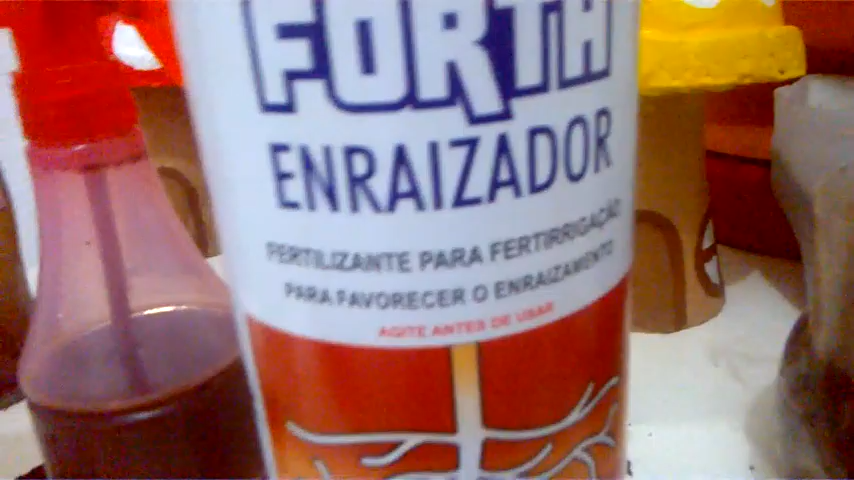 FORTH
ENRAIZADOR
FERTILIZANTE PARA FERTIRRIGAÇÃO
PARA FAVORECER O ENRAIZAMENTO
AGITE ANTES DE USAR